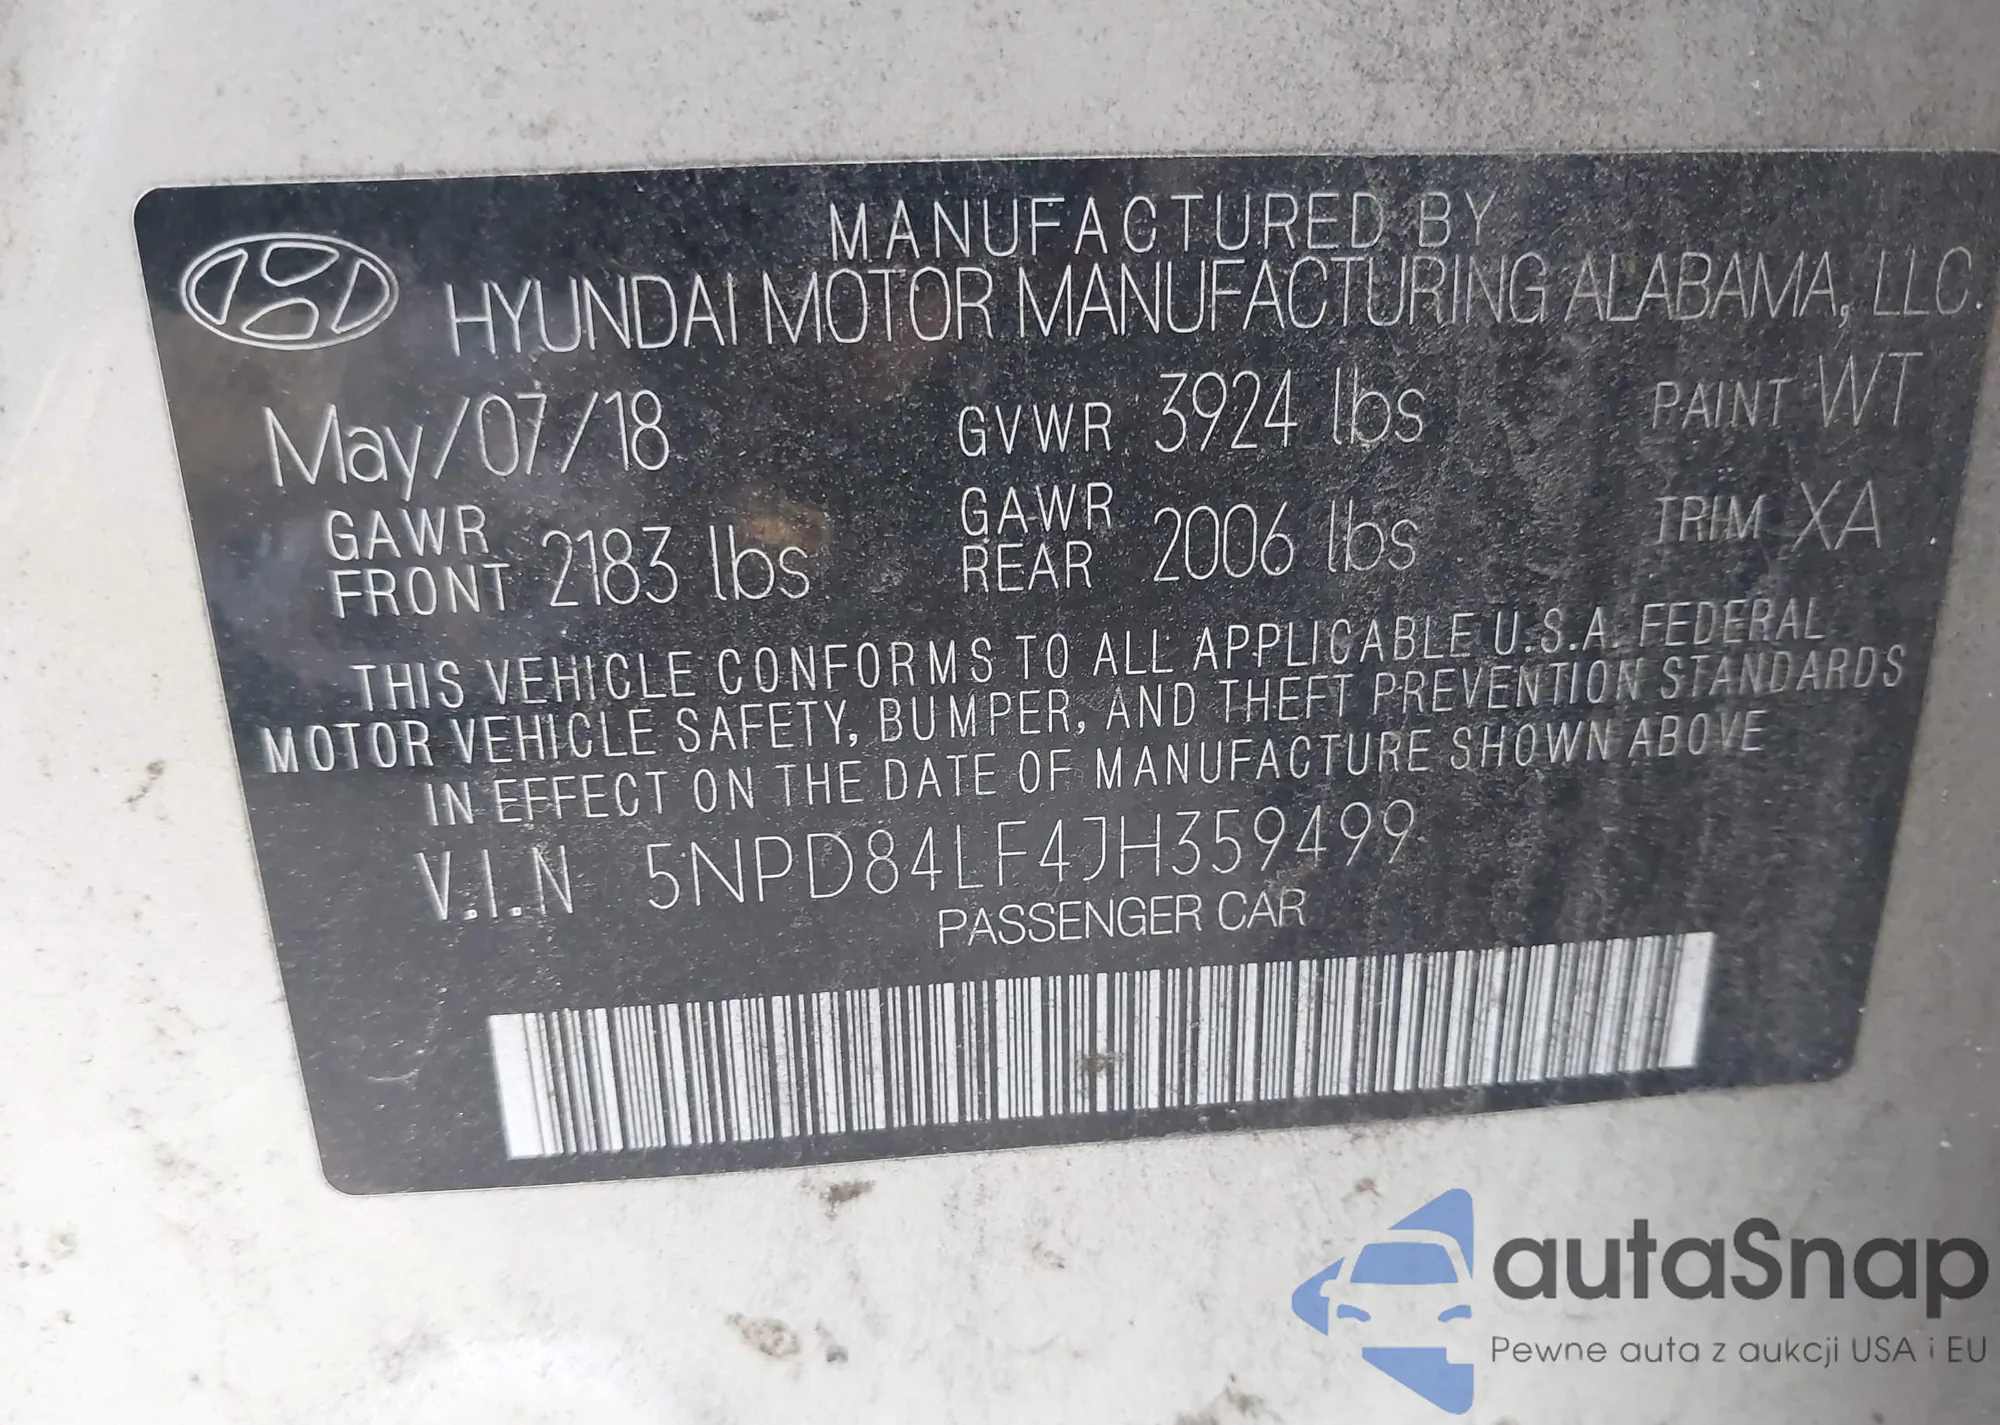 MANUFACTURED BY
HYUNDAI MOTOR MANUFACTURING ALABAMA, LLC.
May/07/18 GVWR 3924 lbs PAINT WT
GAWR FRONT 2183 lbs GAWR REAR 2006 lbs TRIM XA
THIS VEHICLE CONFORMS TO ALL APPLICABLE U.S.A. FEDERAL
MOTOR VEHICLE SAFETY, BUMPER, AND THEFT PREVENTION STANDARDS
IN EFFECT ON THE DATE OF MANUFACTURE SHOWN ABOVE
V.I.N 5NPD84LF4JH359499
PASSENGER CAR
autaSnap
Pewne auta z aukcji USA i EU